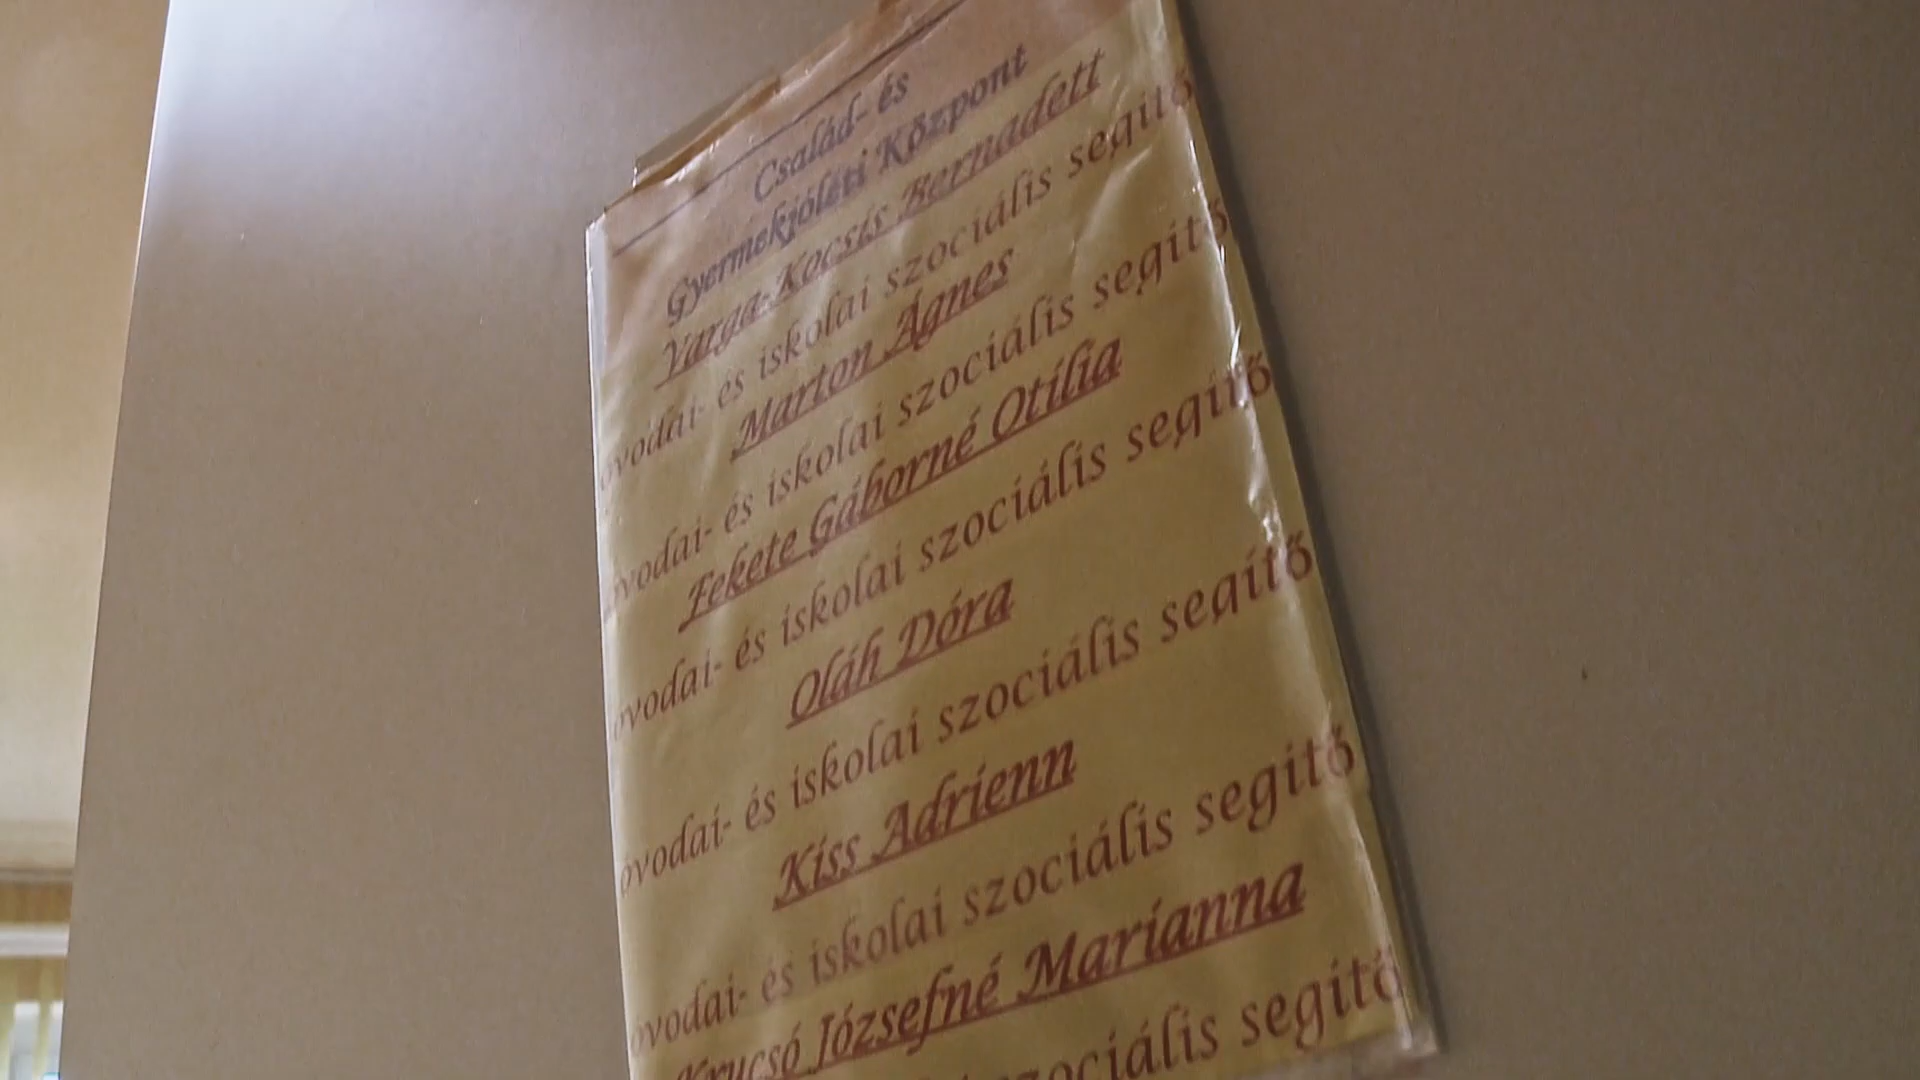 Család- és
Gyermekjóléti Központ
Varga-Kocsis Bernadett
óvodai- és iskolai szociális segítő
Marton Ágnes
óvodai- és iskolai szociális segítő
Fekete Gáborné Otília
óvodai- és iskolai szociális segítő
Oláh Dóra
óvodai- és iskolai szociális segítő
Kiss Adrienn
óvodai- és iskolai szociális segítő
Krucsó Józsefné Marianna
szociális segítő